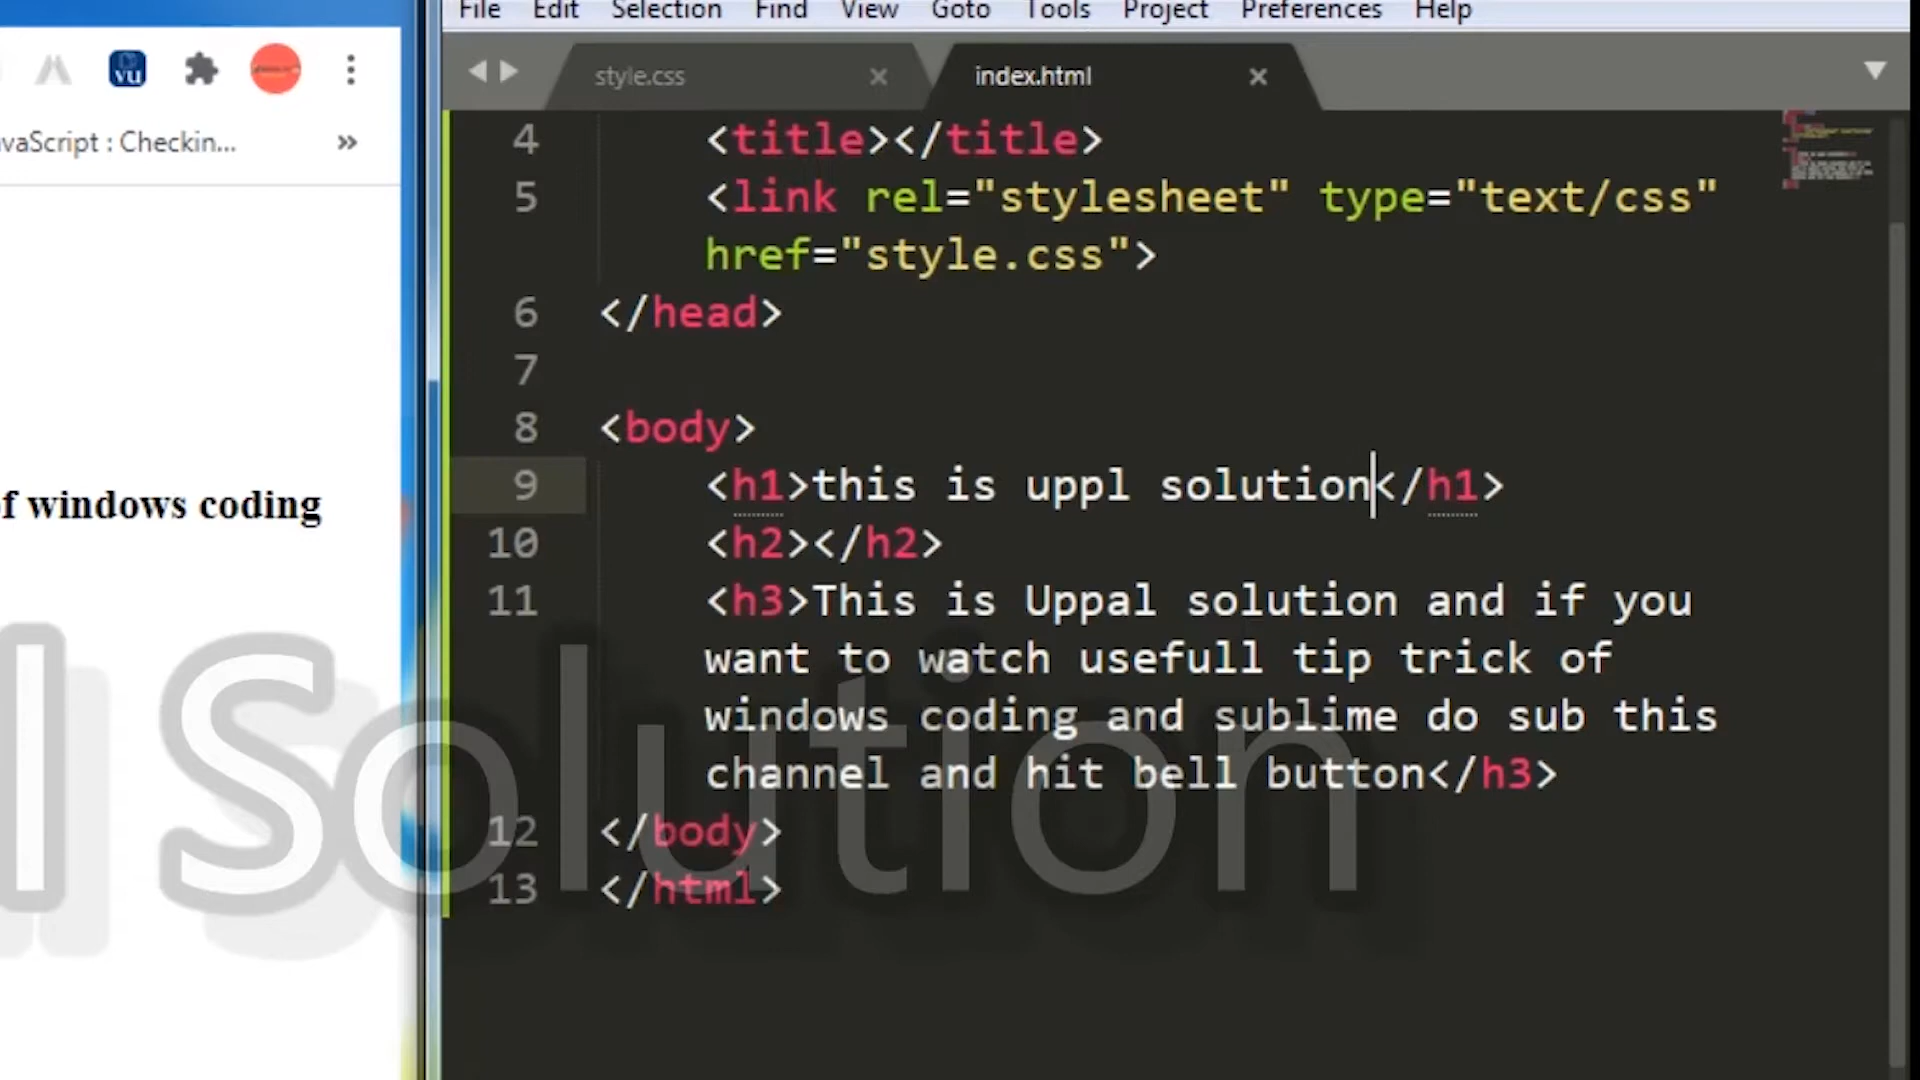 File Edit Selection Find View Goto Tools Project Preferences Help
vu
style.css
index.html
avaScript : Checkin...
4 <title></title>
5 <link rel="stylesheet" type="text/css"
href="style.css">
6 </head>
7
8 <body>
9 <h1>this is uppl solution</h1>
of windows coding
10 <h2></h2>
11 <h3>This is Uppal solution and if you
want to watch usefull tip trick of
windows coding and sublime do sub this
channel and hit bell button</h3>
12 </body>
13 </html>
l Solution